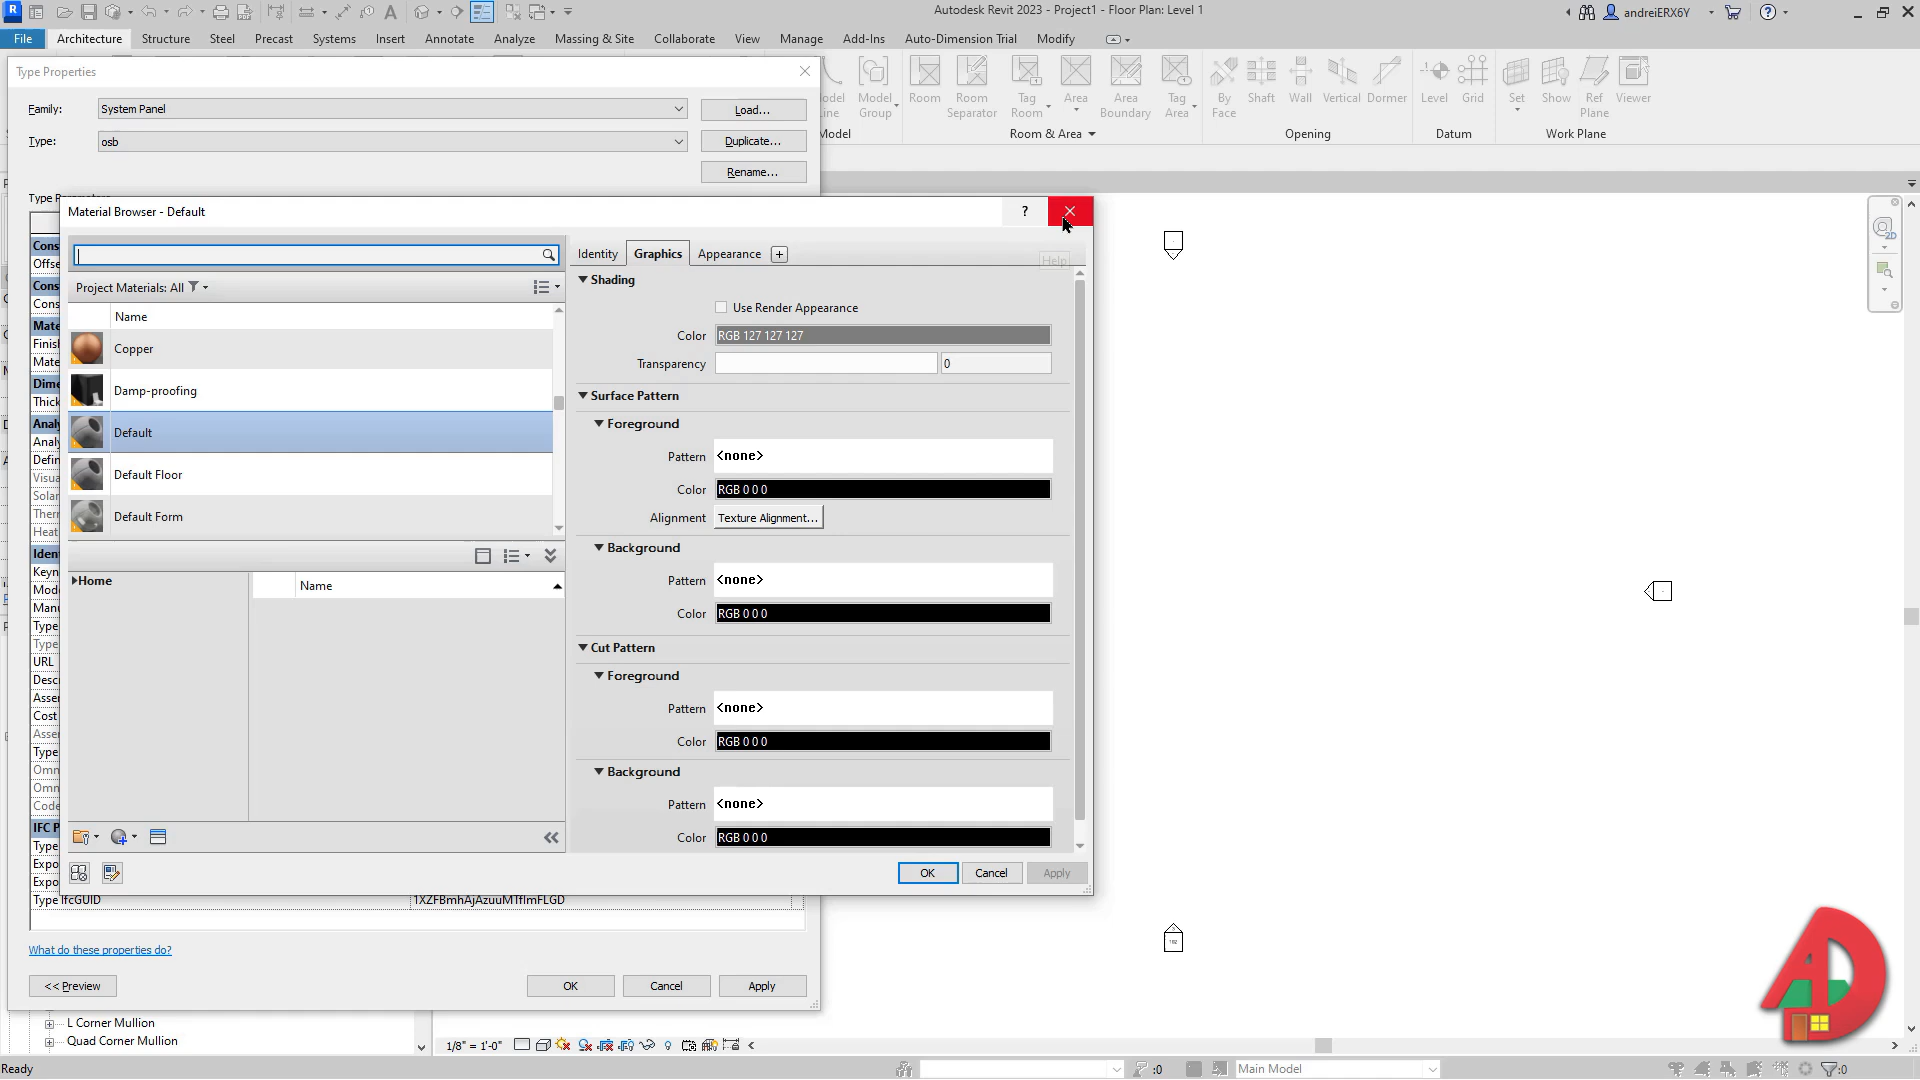 Autodesk Revit 2023 - Project1 - Floor Plan: Level 1
andreiERX6Y
File Architecture Structure Steel Precast Systems Insert Annotate Analyze Massing & Site Collaborate View Manage Add-Ins Auto-Dimension Trial Modify
Type Properties
Family: System Panel Load...
Type: osb Duplicate...
Rename...
Model Group
Room
Room Separator
Tag Room
Area
Area Boundary
Tag Area
By Face
Shaft
Wall
Vertical
Dormer
Level
Grid
Set
Show
Ref Plane
Viewer
Room & Area
Opening
Datum
Work Plane
Material Browser - Default
?
Project Materials: All
Name
Copper
Damp-proofing
Default
Default Floor
Default Form
Home
Name
Identity Graphics Appearance +
Help
Shading
Use Render Appearance
Color RGB 127 127 127
Transparency 0
Surface Pattern
Foreground
Pattern <none>
Color RGB 0 0 0
Alignment Texture Alignment...
Background
Pattern <none>
Color RGB 0 0 0
Cut Pattern
Foreground
Pattern <none>
Color RGB 0 0 0
Background
Pattern <none>
Color RGB 0 0 0
OK Cancel Apply
URL
Cost
Type IfcGUID 1XZFBmhAjAzuuMTfImFLGD
What do these properties do?
<< Preview OK Cancel Apply
L Corner Mullion
Quad Corner Mullion
1/8" = 1'-0"
Ready
:0
Main Model
:0